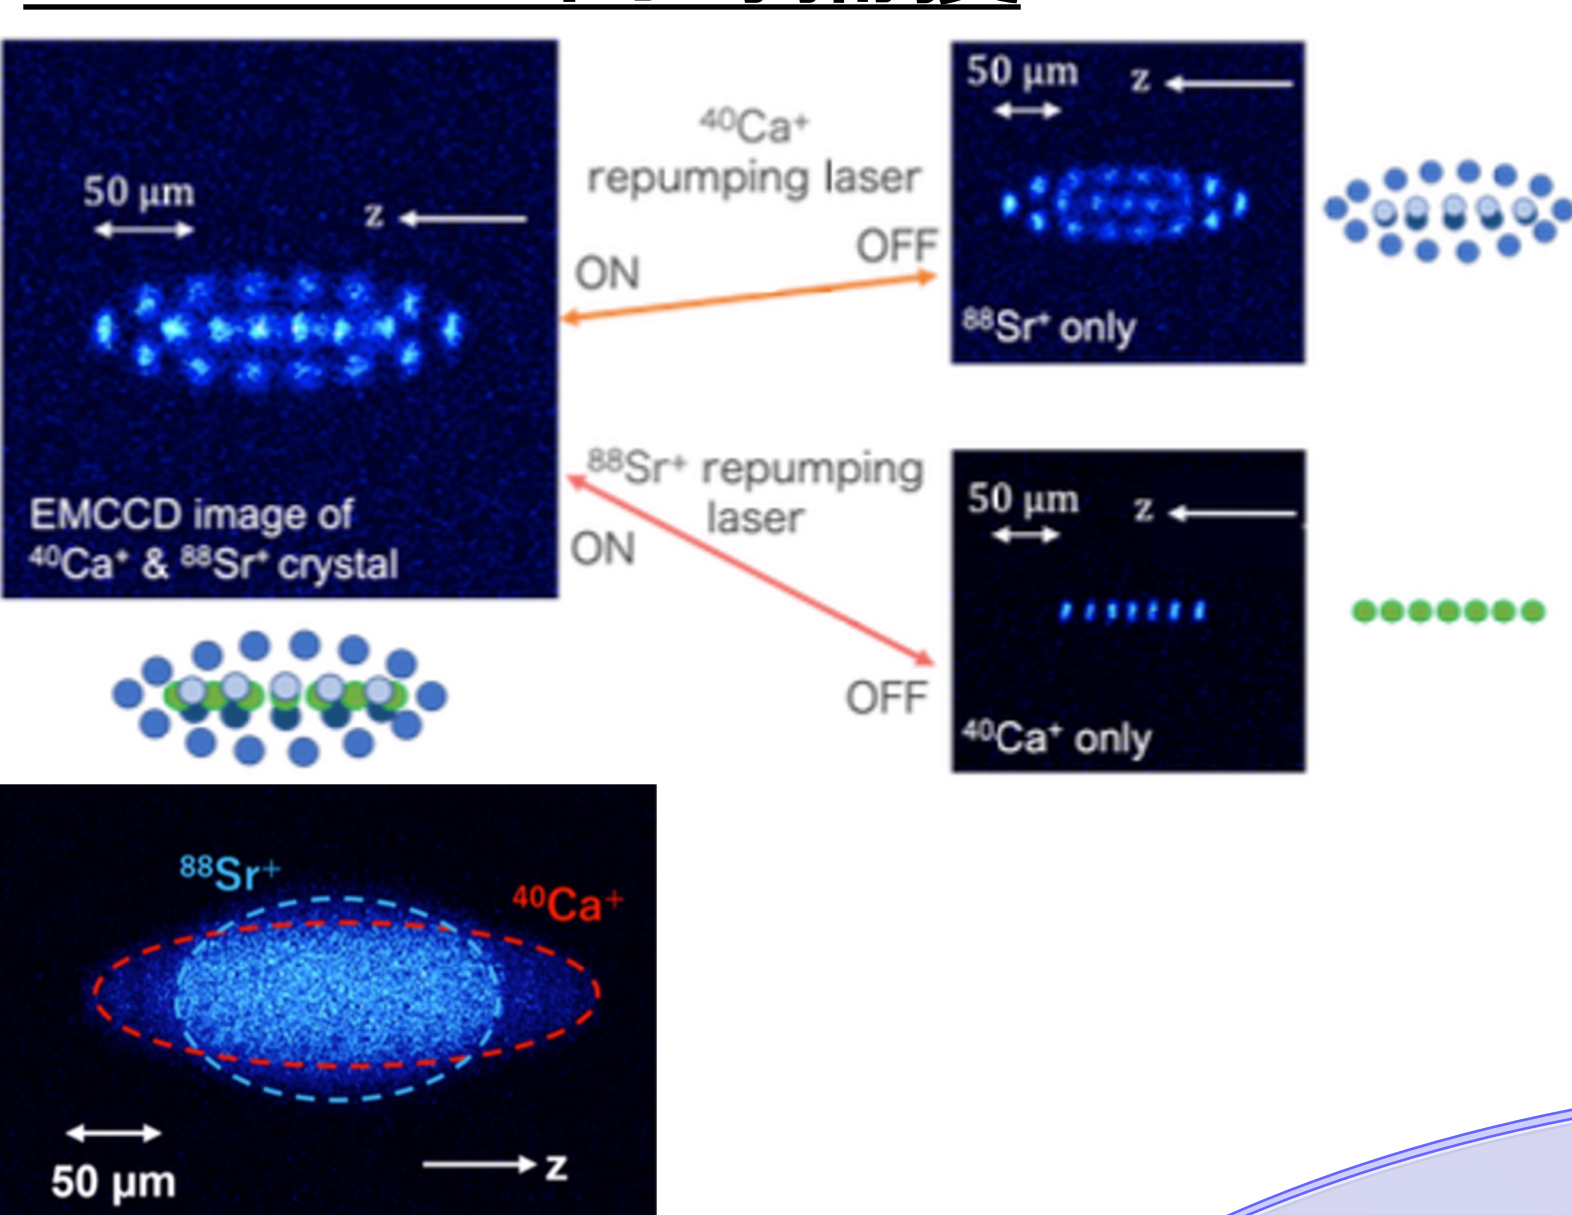 50 μm
z
EMCCD image of
⁴⁰Ca⁺ & ⁸⁸Sr⁺ crystal
⁴⁰Ca⁺
repumping laser
ON
OFF
50 μm
z
⁸⁸Sr⁺ only
⁸⁸Sr⁺ repumping
laser
ON
OFF
50 μm
z
⁴⁰Ca⁺ only
⁸⁸Sr⁺
⁴⁰Ca⁺
50 μm
z